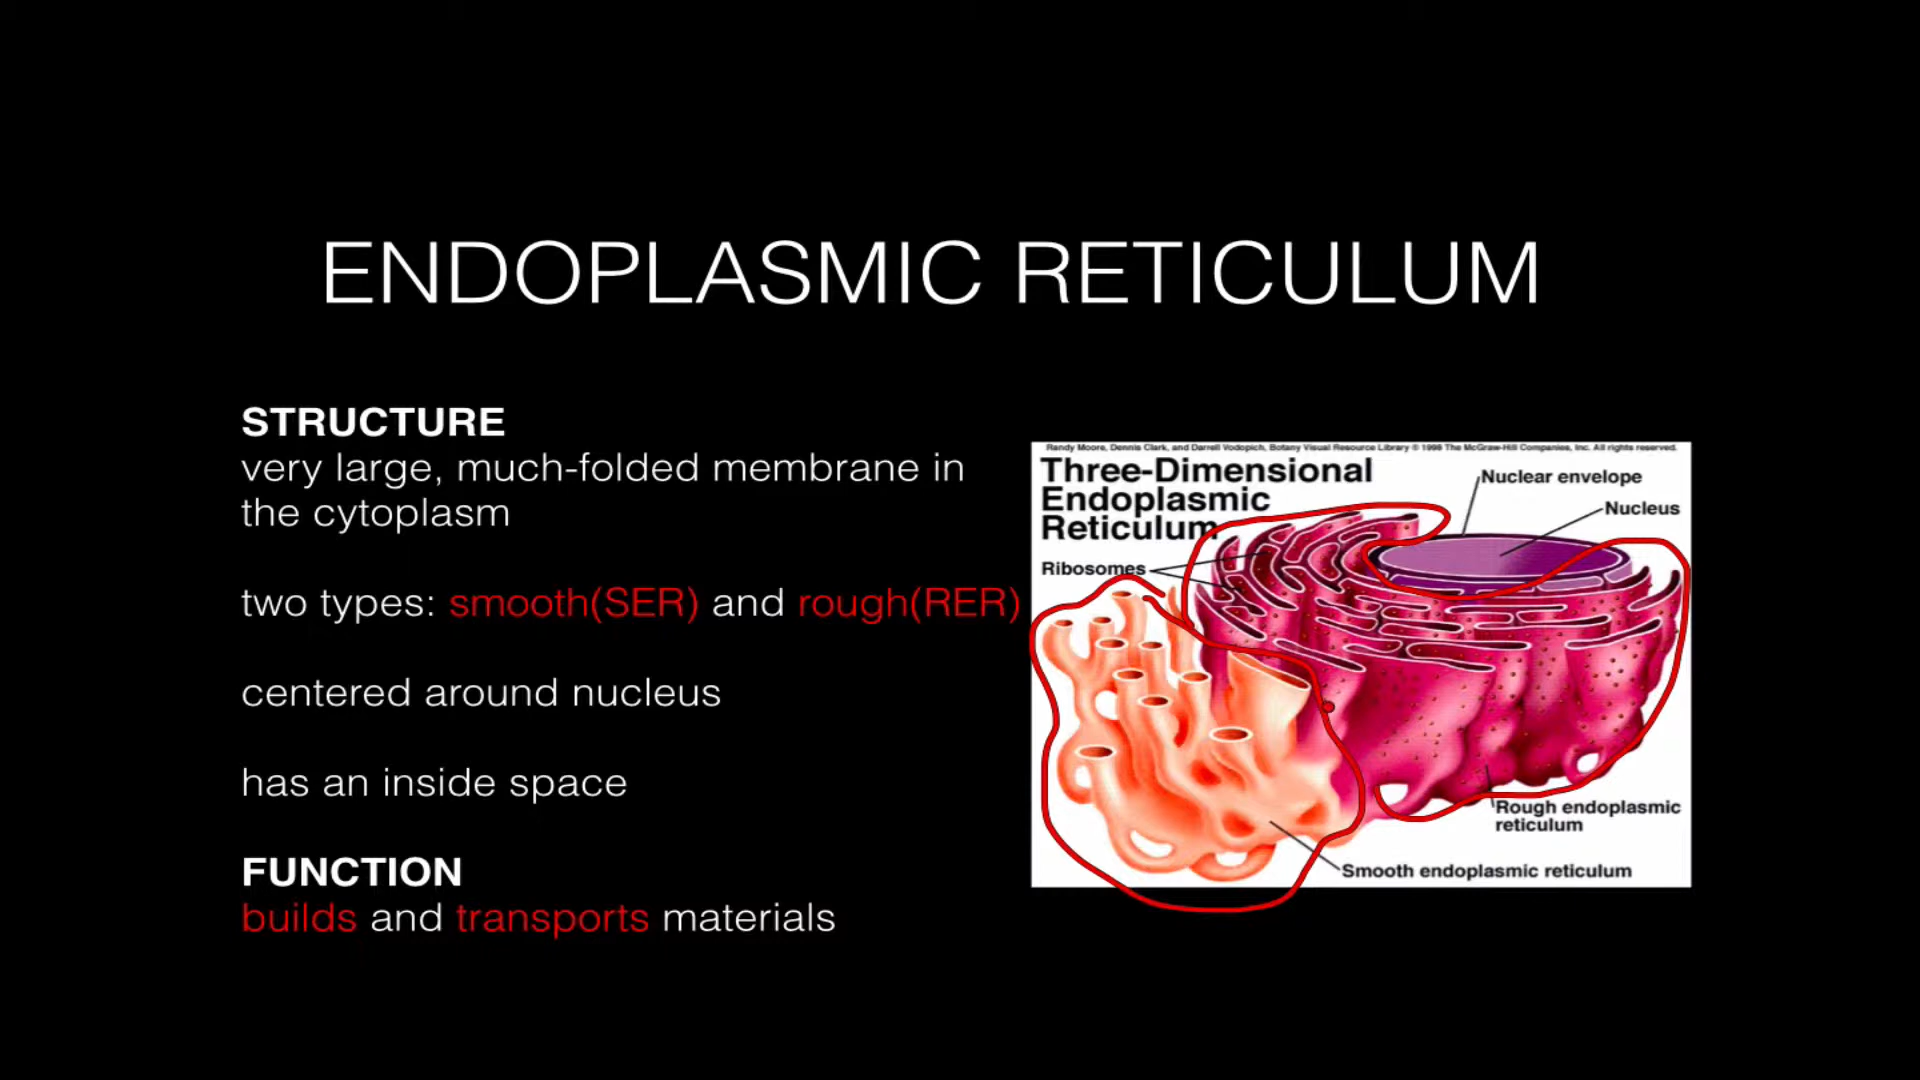 ENDOPLASMIC RETICULUM
STRUCTURE
very large, much-folded membrane in
the cytoplasm
two types: smooth(SER) and rough(RER)
centered around nucleus
has an inside space
FUNCTION
builds and transports materials
Randy Moore, Dennis Clark, and Darrell Vodopich, Botany Visual Resource Library © 1998 The McGraw-Hill Companies, Inc. All rights reserved.
Three-Dimensional
Endoplasmic
Reticulum
Nuclear envelope
Nucleus
Ribosomes
Rough endoplasmic
reticulum
Smooth endoplasmic reticulum